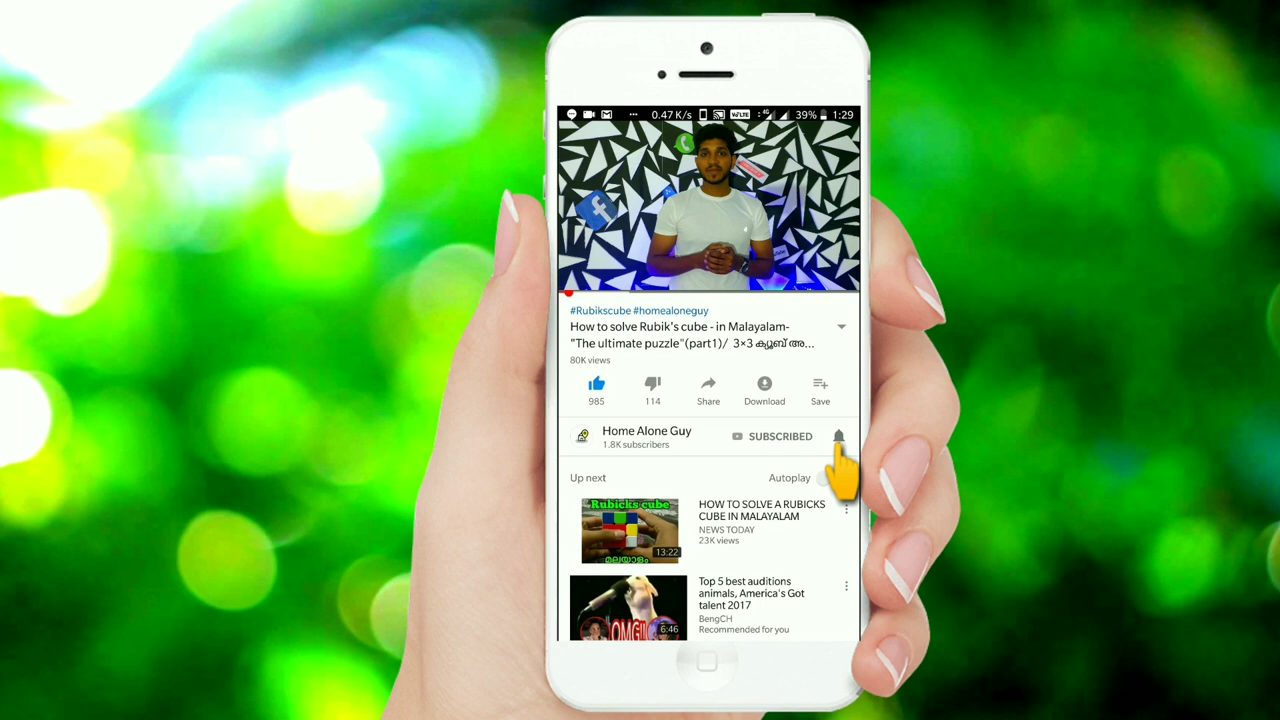 0.47 K/s 4G 39% 1:29
#Rubikscube #homealoneguy
How to solve Rubik's cube - in Malayalam-
"The ultimate puzzle"(part1)/ 3×3 ക്യൂബ് അ...
80K views
985 114 Share Download Save
Home Alone Guy
1.8K subscribers
SUBSCRIBED
Up next Autoplay
Rubicks cube
മലയാളം
13:22
HOW TO SOLVE A RUBICKS
CUBE IN MALAYALAM
NEWS TODAY
23K views
OMG!!
6:46
Top 5 best auditions
animals, America's Got
talent 2017
BengCH
Recommended for you